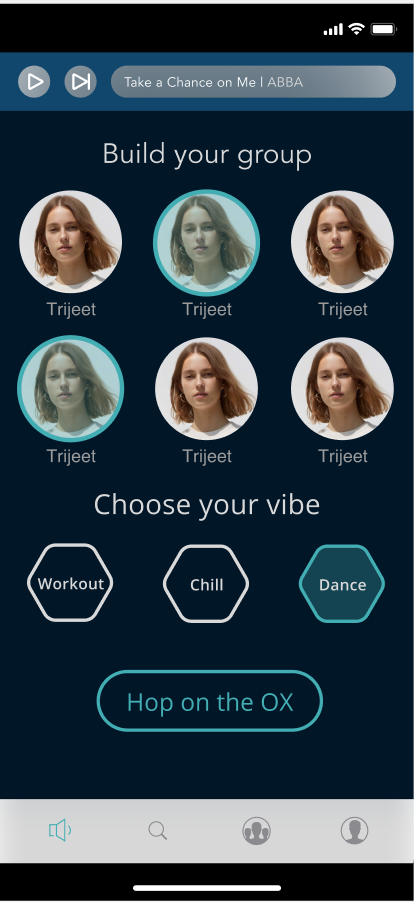 Take a Chance on Me | ABBA
Build your group
Trijeet Trijeet Trijeet
Trijeet Trijeet Trijeet
Choose your vibe
Workout Chill Dance
Hop on the OX